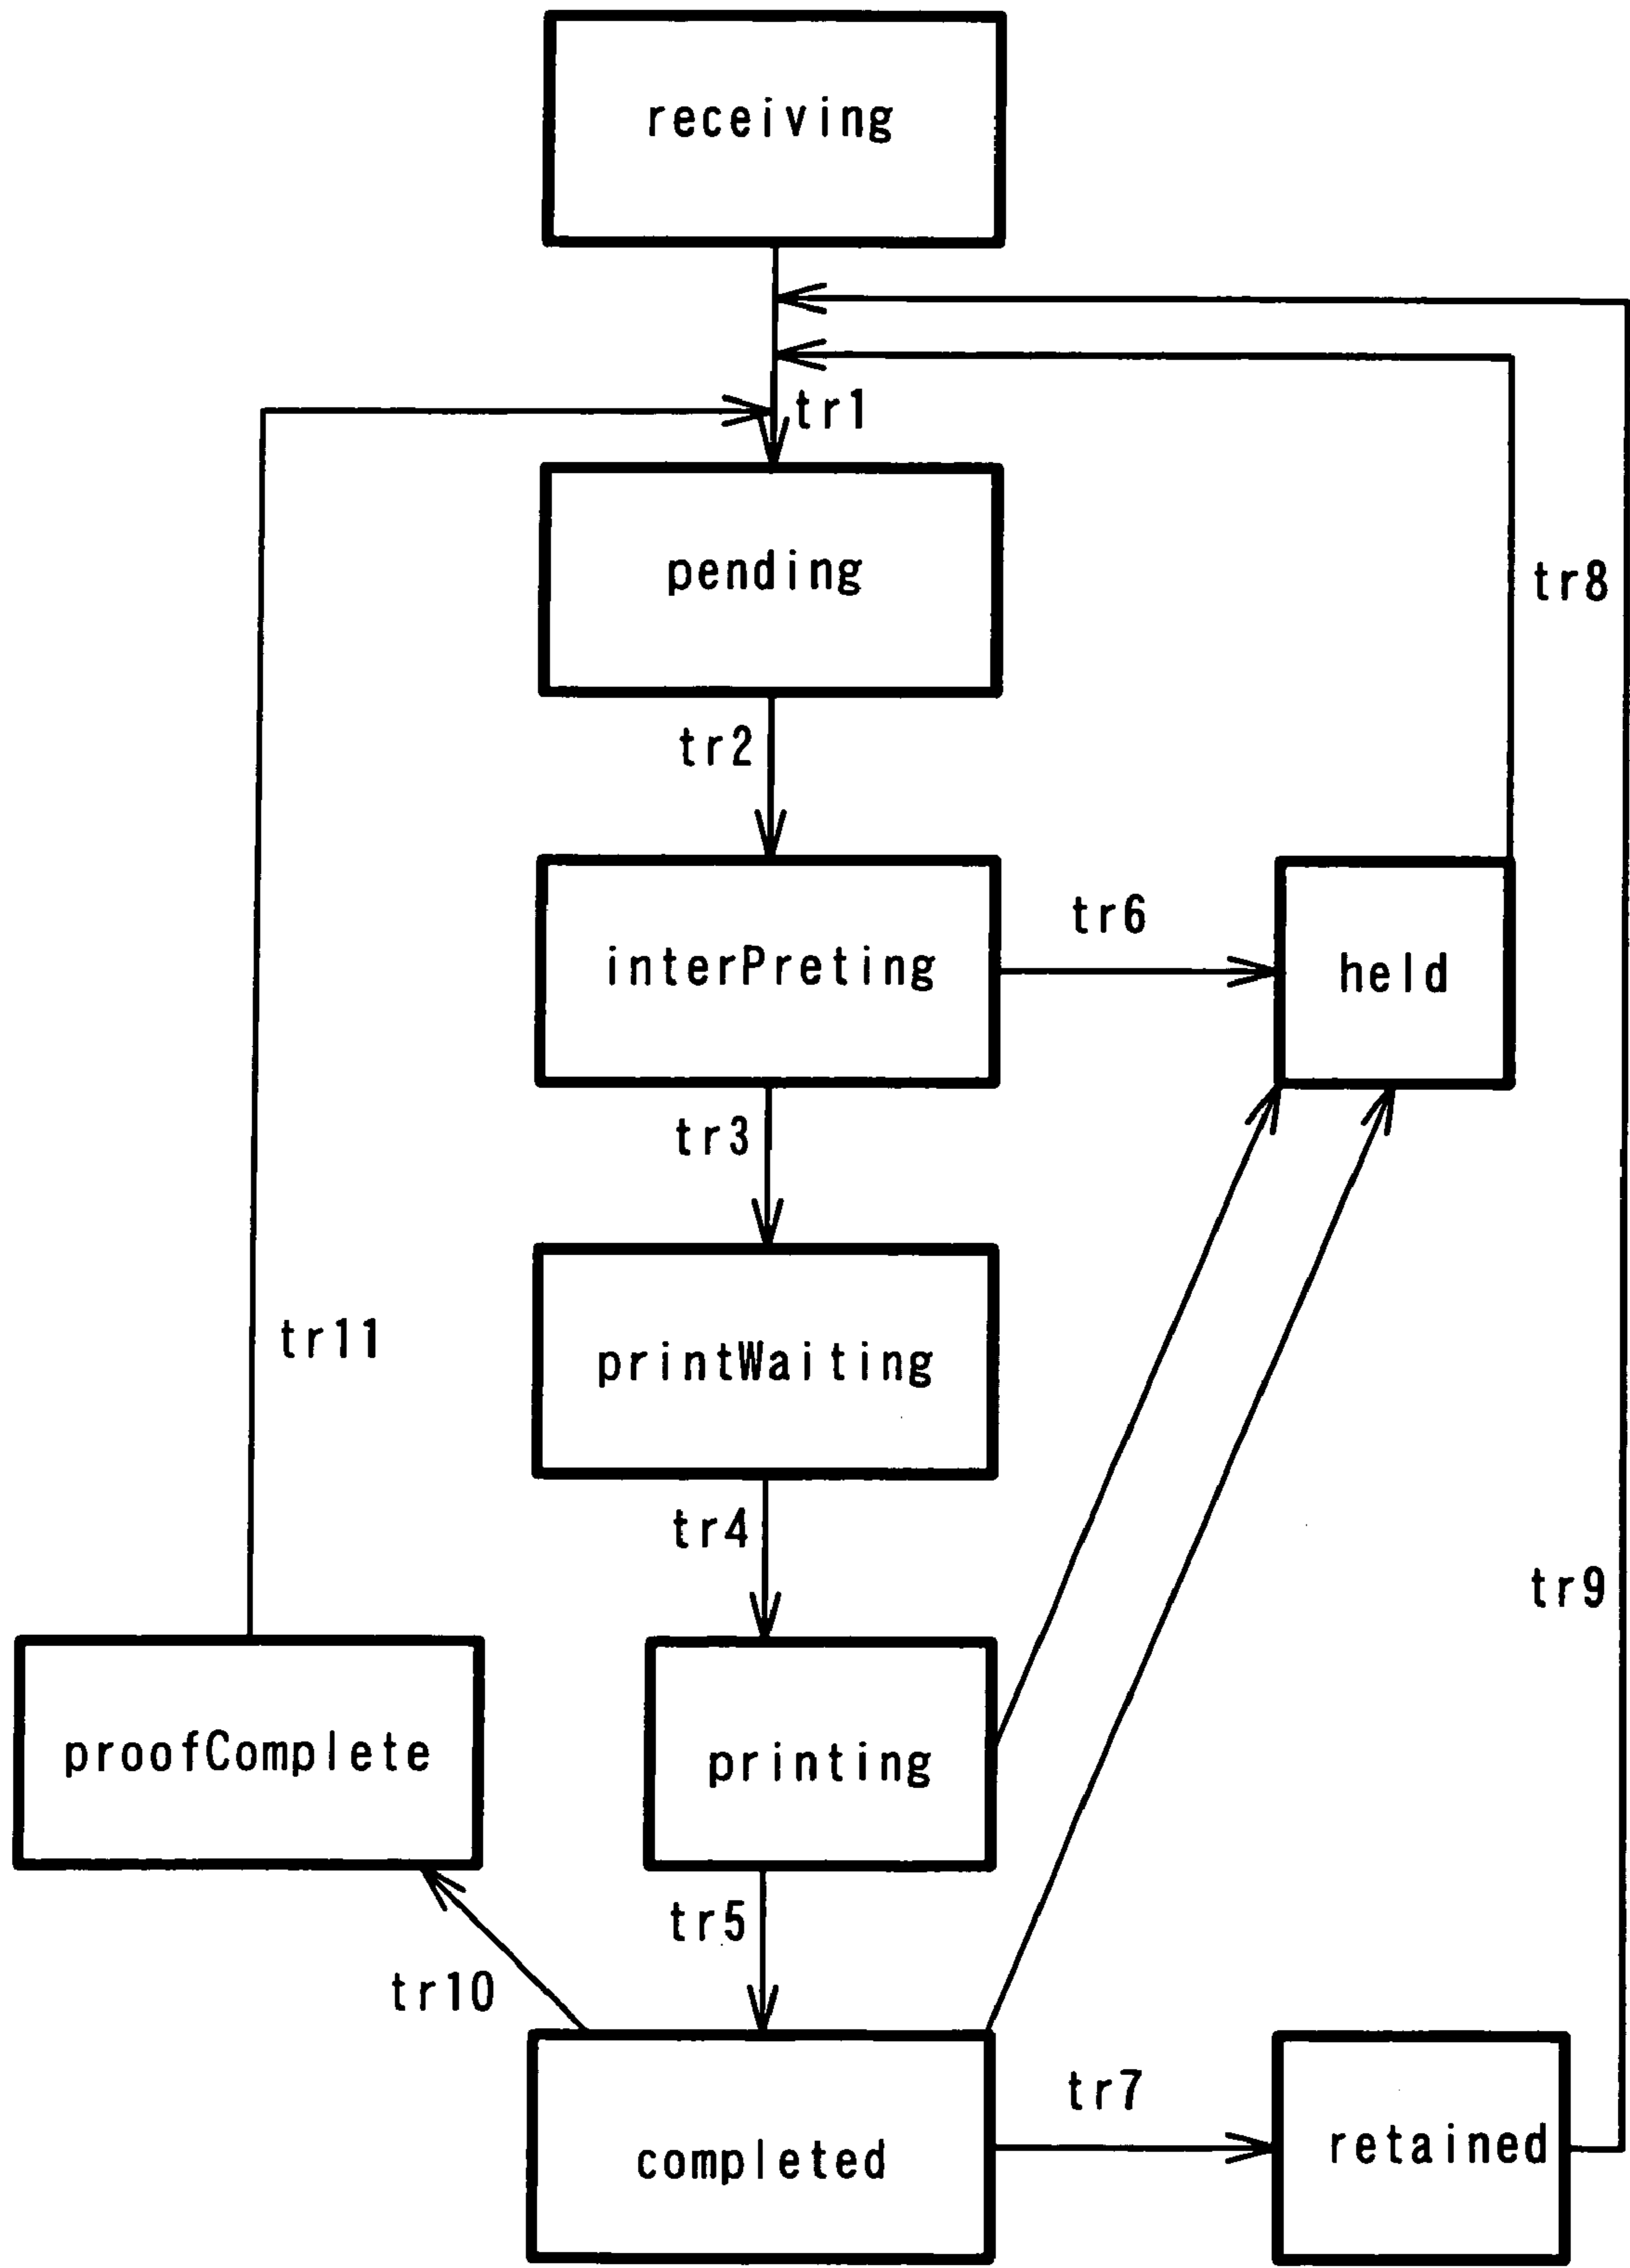 receiving
tr1
pending
tr8
tr2
tr6
interPreting
held
tr3
tr11
printWaiting
tr4
tr9
proofComplete
printing
tr5
tr10
tr7
completed
retained